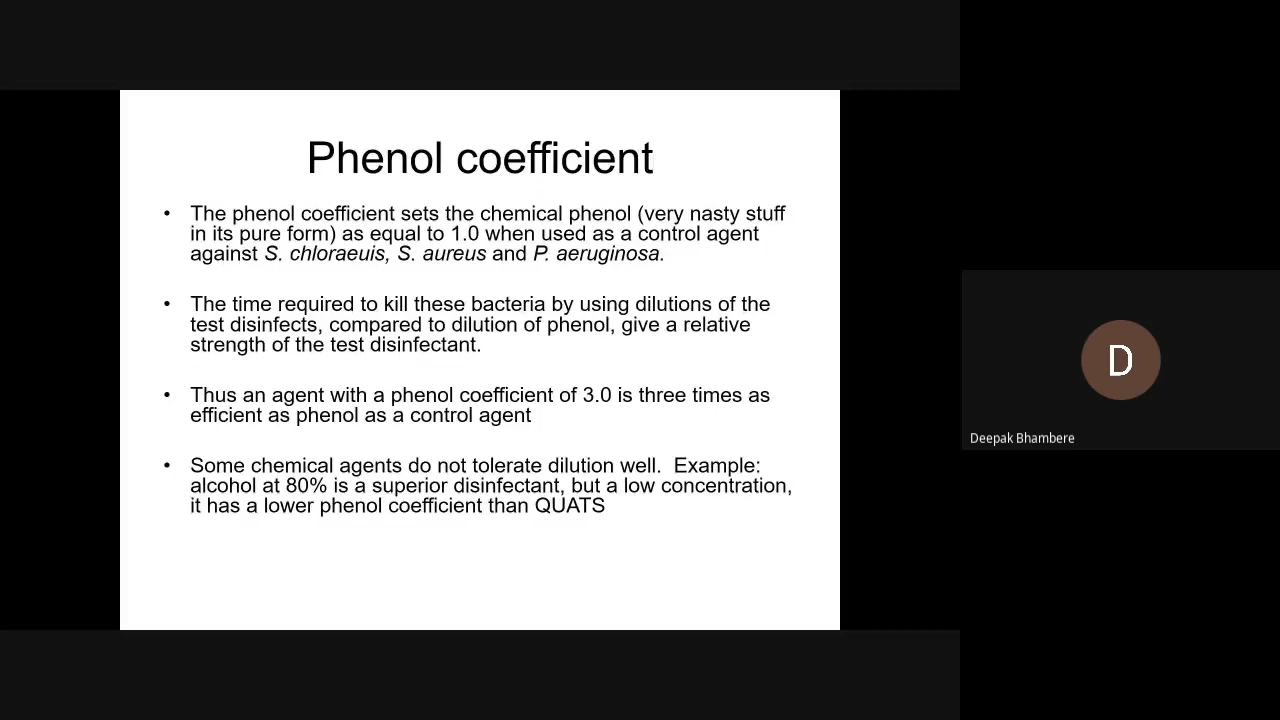 Phenol coefficient
• The phenol coefficient sets the chemical phenol (very nasty stuff
in its pure form) as equal to 1.0 when used as a control agent
against S. chloraeuis, S. aureus and P. aeruginosa.
• The time required to kill these bacteria by using dilutions of the
test disinfects, compared to dilution of phenol, give a relative
strength of the test disinfectant.
• Thus an agent with a phenol coefficient of 3.0 is three times as
efficient as phenol as a control agent
• Some chemical agents do not tolerate dilution well.  Example:
alcohol at 80% is a superior disinfectant, but a low concentration,
it has a lower phenol coefficient than QUATS
D
Deepak Bhambere